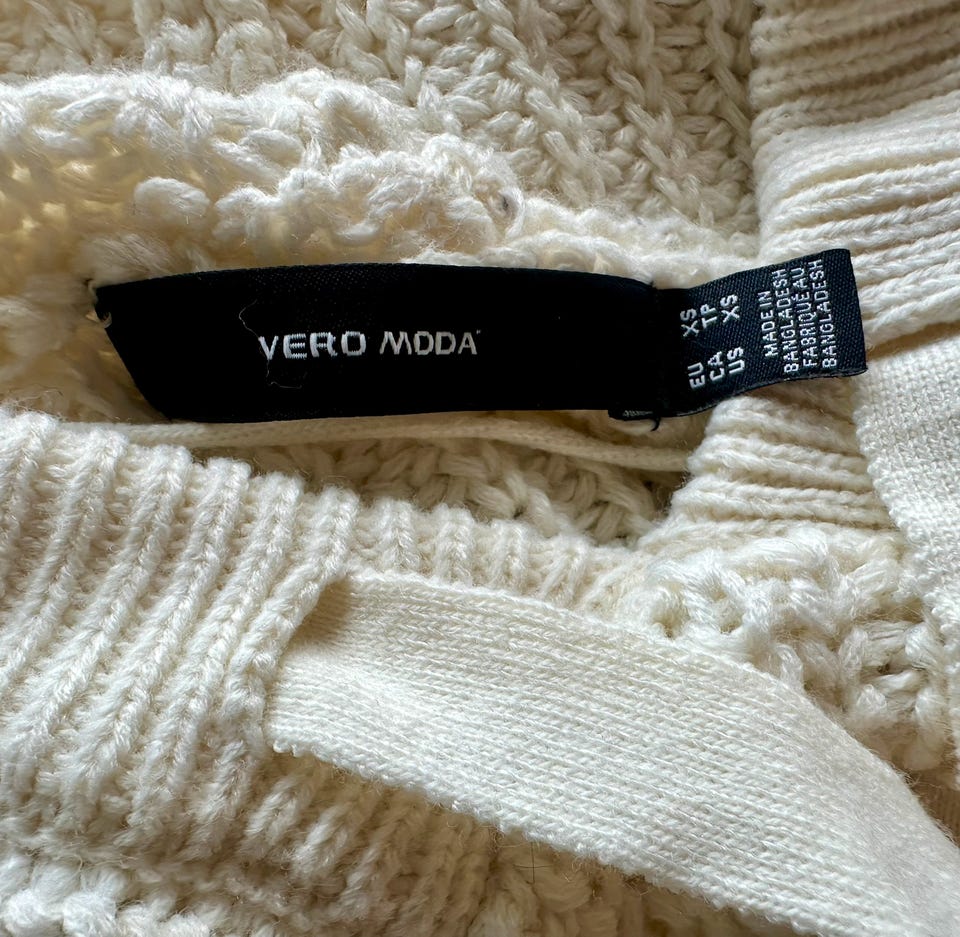 VERO MODA
EU XS
CA TP
US XS
MADE IN
BANGLADESH
FABRIQUÉ AU
BANGLADESH